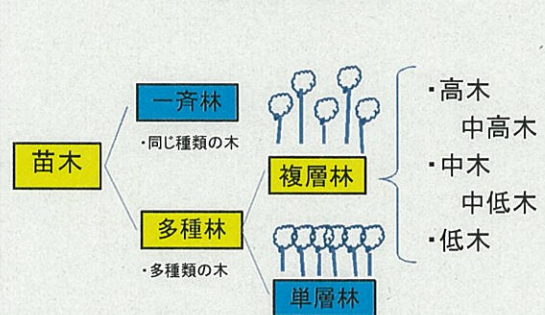 苗木
一斉林
・同じ種類の木
多種林
・多種類の木
複層林
単層林
・高木
中高木
・中木
中低木
・低木